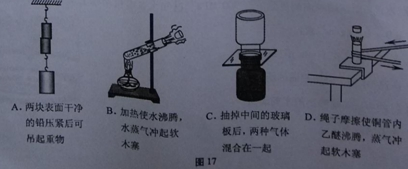 A、两块表面干净
的铅压紧后可
吊起重物
B、加热使水沸腾，
水蒸气冲起软
木塞
C、抽掉中间的玻璃
板后，两种气体
混合在一起
D、绳子摩擦使铜管内
乙醚沸腾，蒸气冲
起软木塞
图 17